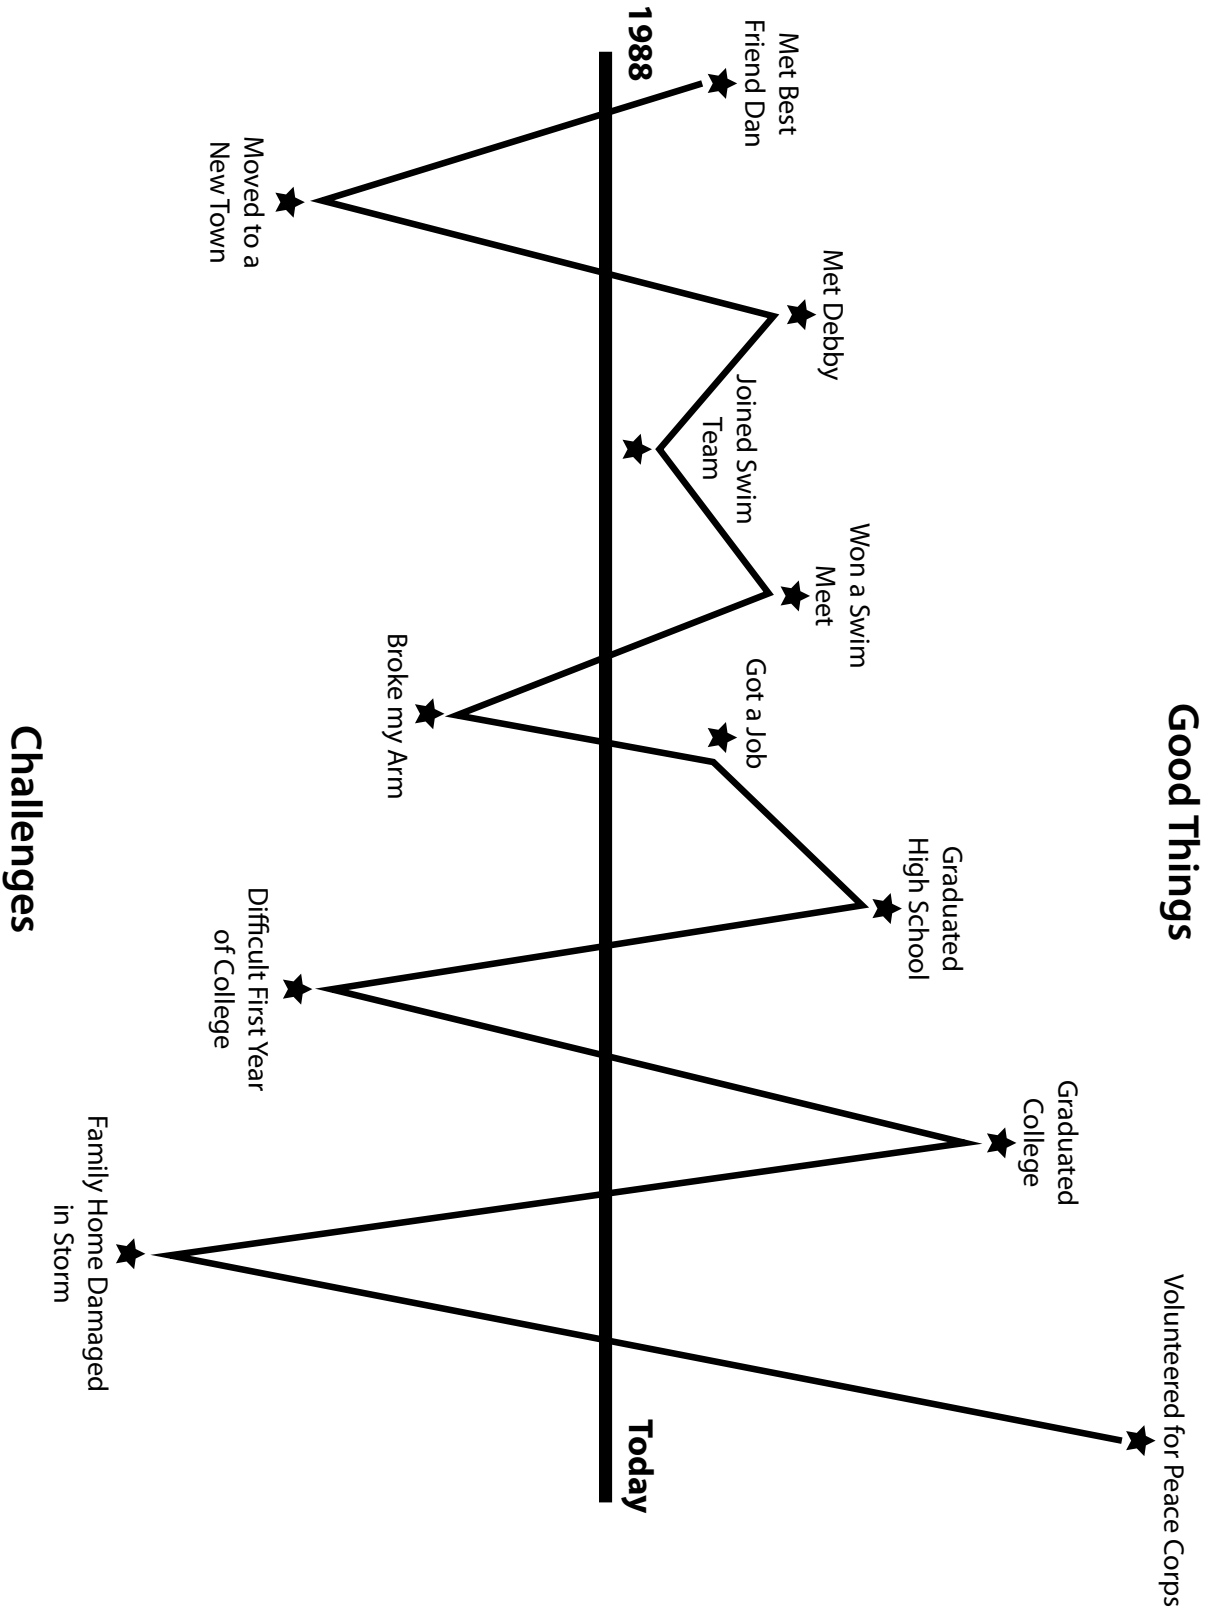 Good Things
1988
Met Best
Friend Dan
Moved to a
New Town
Met Debby
Joined Swim
Team
Won a Swim
Meet
Broke my Arm
Got a Job
Graduated
High School
Difficult First Year
of College
Graduated
College
Family Home Damaged
in Storm
Volunteered for Peace Corps
Today
Challenges